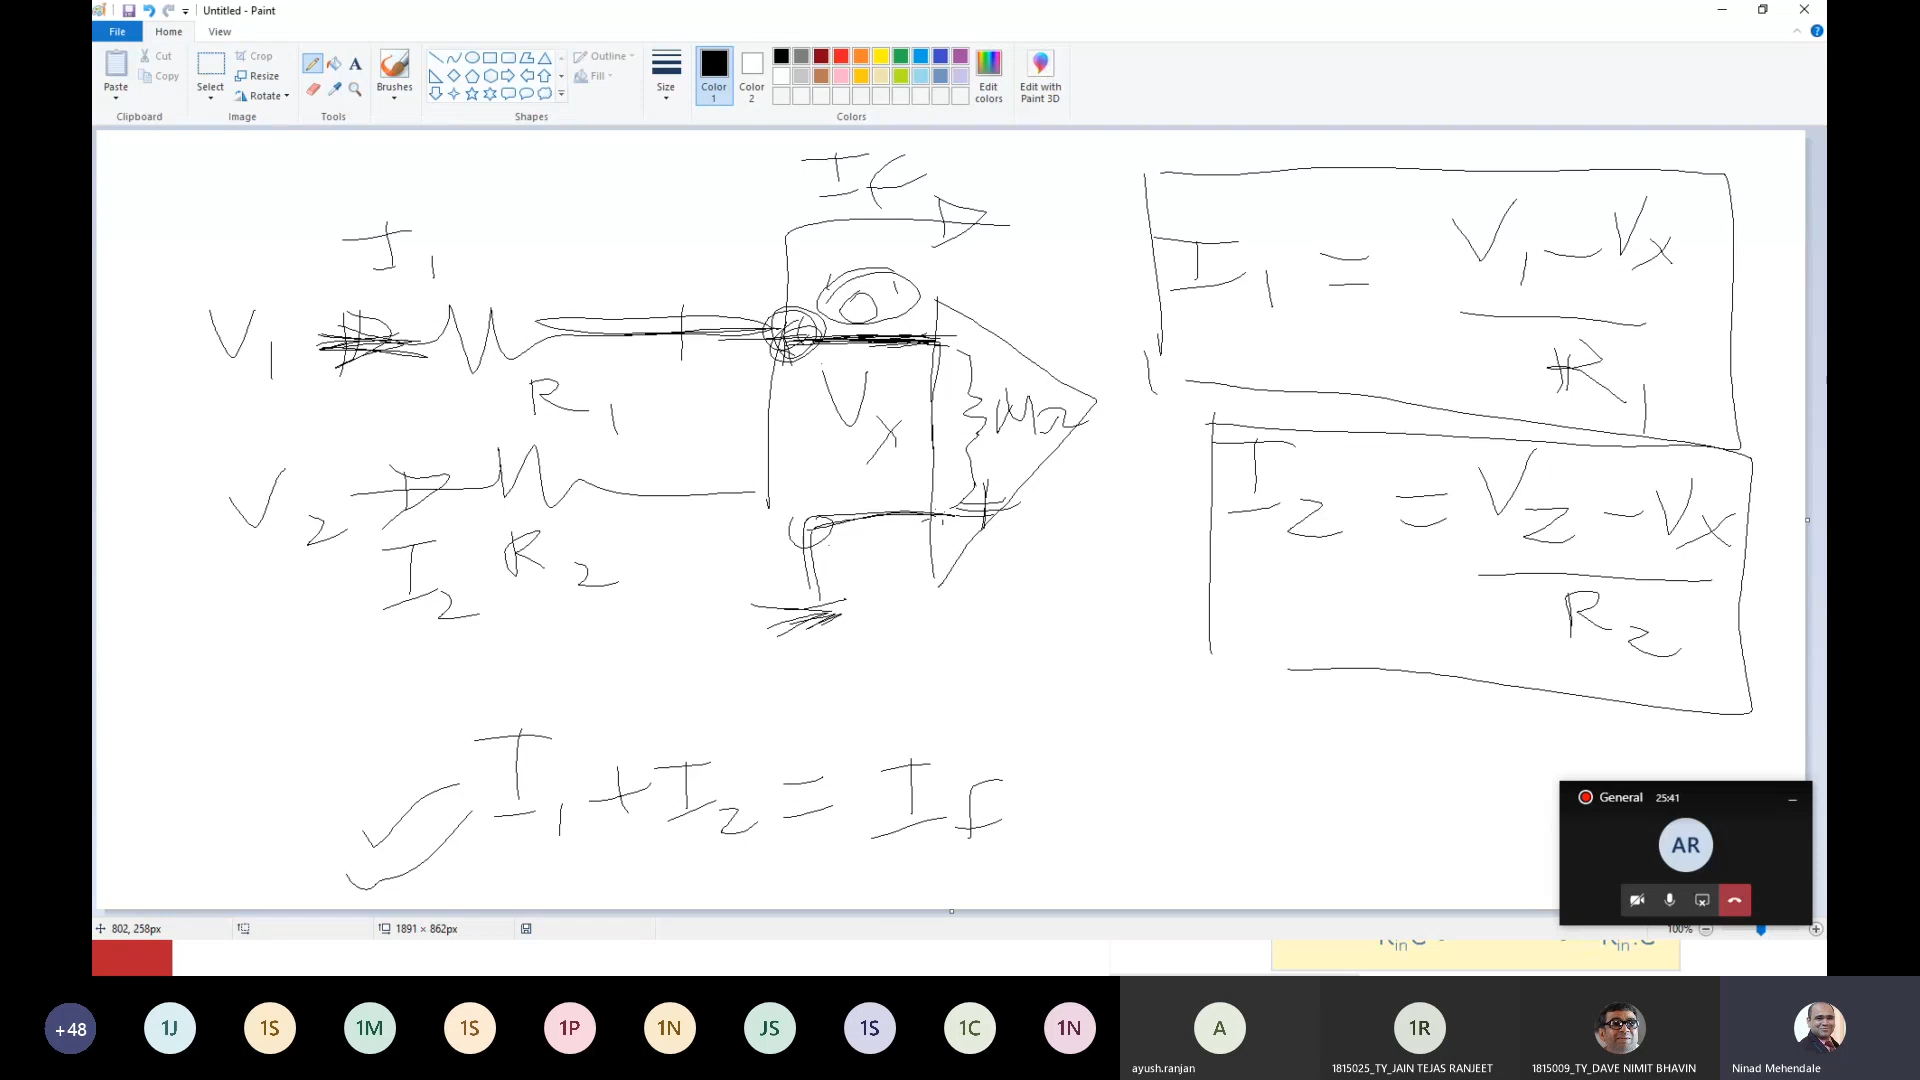 Untitled - Paint
File Home View
Paste Cut Copy Clipboard
Select Crop Resize Rotate Image
Tools
Brushes
Outline Fill Shapes
Size
Color 1 Color 2
Edit colors
Colors
Edit with Paint 3D
If
I1
V1
R1
Vx
MΩ
V2
I2
R2
I1 = V1 - Vx
R1
I2 = V2 - Vx
R2
I1 + I2 = If
General 25:41
AR
802, 258px
1891 × 862px
100%
+48 1J 1S 1M 1S 1P 1N JS 1S 1C 1N A 1R
ayush.ranjan 1815025_TY_JAIN TEJAS RANJEET 1815009_TY_DAVE NIMIT BHAVIN Ninad Mehendale